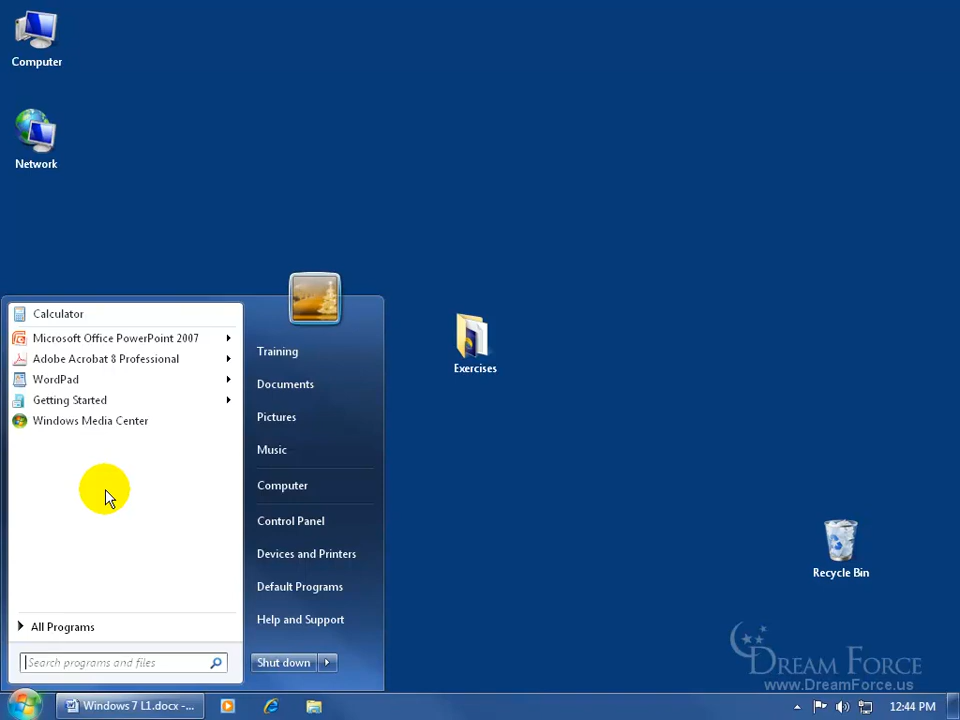 Computer
Network
Calculator
Microsoft Office PowerPoint 2007
Adobe Acrobat 8 Professional
WordPad
Getting Started
Windows Media Center
All Programs
Search programs and files
Training
Documents
Pictures
Music
Computer
Control Panel
Devices and Printers
Default Programs
Help and Support
Shut down
Exercises
Recycle Bin
DREAM FORCE
www.DreamForce.us
Windows 7 L1.docx -...
12:44 PM